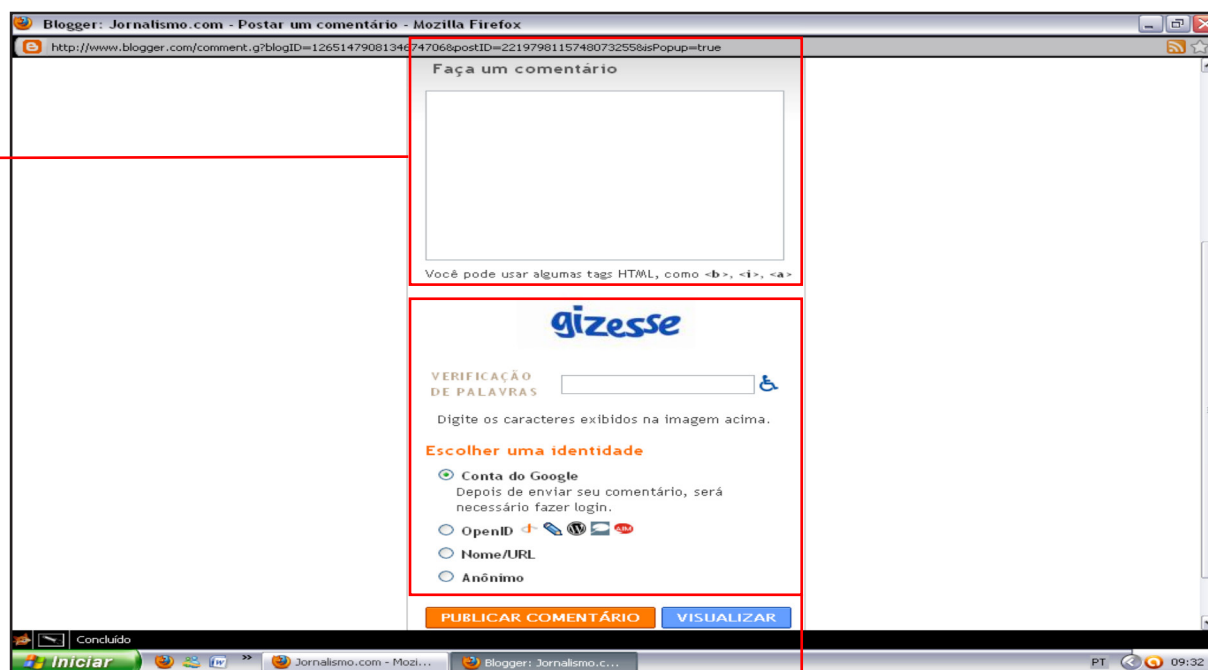 Blogger: Jornalismo.com - Postar um comentário - Mozilla Firefox
http://www.blogger.com/comment.g?blogID=1265147908134674706&postID=2219798115748073255&isPopup=true
Faça um comentário
Você pode usar algumas tags HTML, como <b>, <i>, <a>
gizesse
VERIFICAÇÃO
DE PALAVRAS
Digite os caracteres exibidos na imagem acima.
Escolher uma identidade
Conta do Google
Depois de enviar seu comentário, será
necessário fazer login.
OpenID
Nome/URL
Anônimo
PUBLICAR COMENTÁRIO VISUALIZAR
Concluído
Iniciar » Jornalismo.com - Mozi... Blogger: Jornalismo.c... PT 09:32